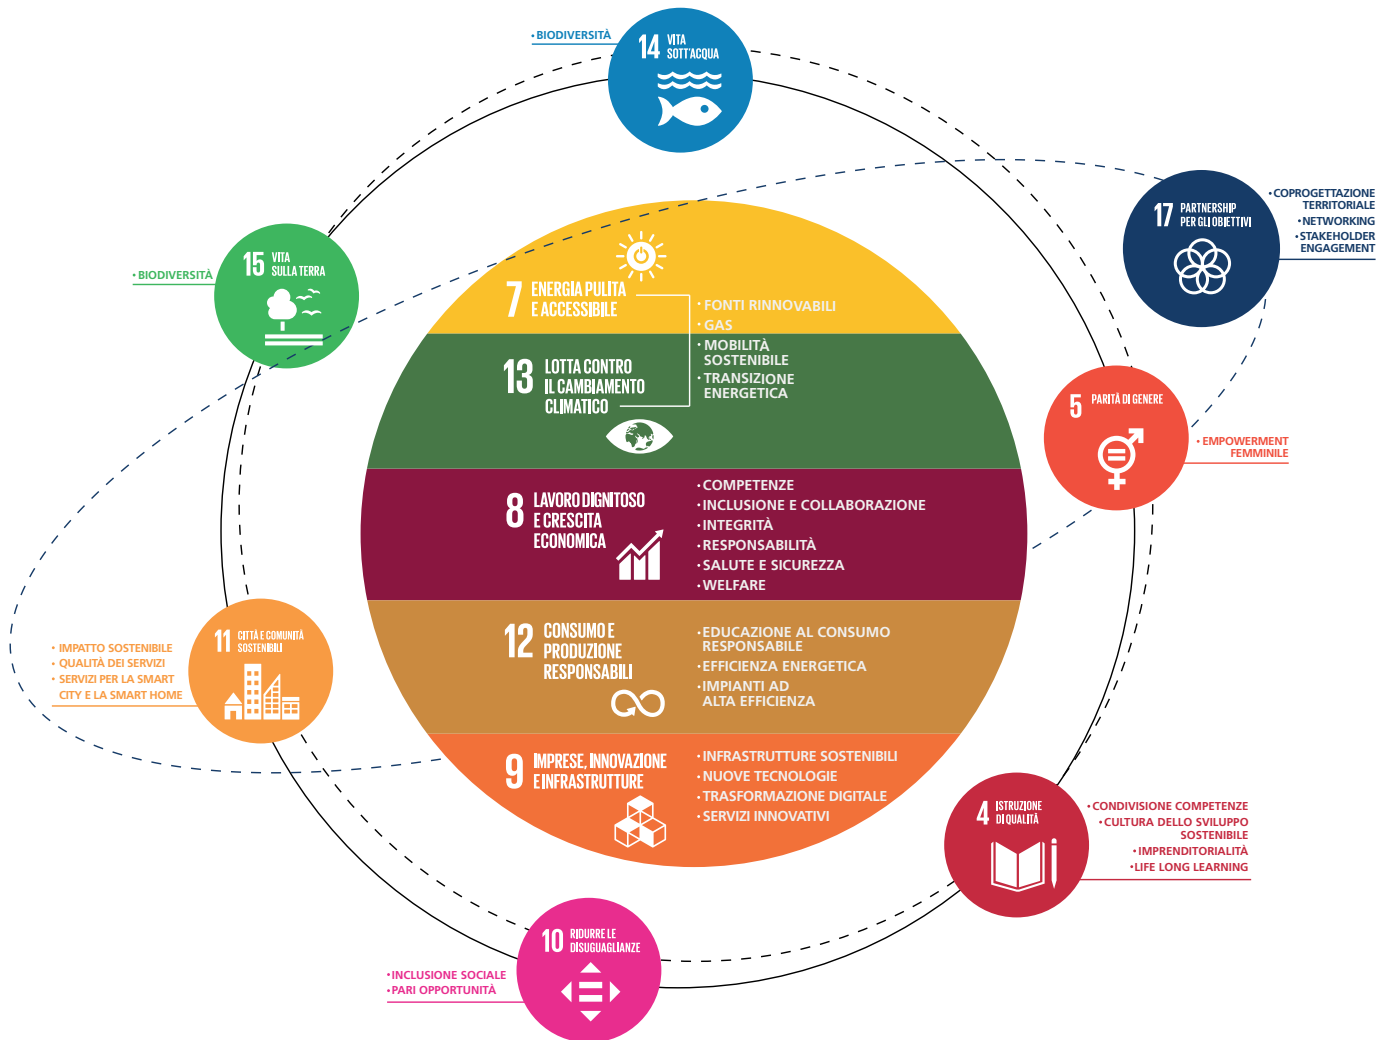 • BIODIVERSITÀ
14 VITA
SOTT'ACQUA
17 PARTNERSHIP
PER GLI OBIETTIVI
• COPROGETTAZIONE
TERRITORIALE
• NETWORKING
• STAKEHOLDER
ENGAGEMENT
15 VITA
SULLA TERRA
• BIODIVERSITÀ
7 ENERGIA PULITA
E ACCESSIBILE
• FONTI RINNOVABILI
• GAS
• MOBILITÀ
SOSTENIBILE
• TRANSIZIONE
ENERGETICA
13 LOTTA CONTRO
IL CAMBIAMENTO
CLIMATICO
5 PARITÀ DI GENERE
• EMPOWERMENT
FEMMINILE
8 LAVORO DIGNITOSO
E CRESCITA
ECONOMICA
• COMPETENZE
• INCLUSIONE E COLLABORAZIONE
• INTEGRITÀ
• RESPONSABILITÀ
• SALUTE E SICUREZZA
• WELFARE
11 CITTÀ E COMUNITÀ
SOSTENIBILI
• IMPATTO SOSTENIBILE
• QUALITÀ DEI SERVIZI
• SERVIZI PER LA SMART
CITY E LA SMART HOME
12 CONSUMO E
PRODUZIONE
RESPONSABILI
• EDUCAZIONE AL CONSUMO
RESPONSABILE
• EFFICIENZA ENERGETICA
• IMPIANTI AD
ALTA EFFICIENZA
9 IMPRESE, INNOVAZIONE
E INFRASTRUTTURE
• INFRASTRUTTURE SOSTENIBILI
• NUOVE TECNOLOGIE
• TRASFORMAZIONE DIGITALE
• SERVIZI INNOVATIVI
4 ISTRUZIONE
DI QUALITÀ
• CONDIVISIONE COMPETENZE
• CULTURA DELLO SVILUPPO
SOSTENIBILE
• IMPRENDITORIALITÀ
• LIFE LONG LEARNING
10 RIDURRE LE
DISUGUAGLIANZE
• INCLUSIONE SOCIALE
• PARI OPPORTUNITÀ